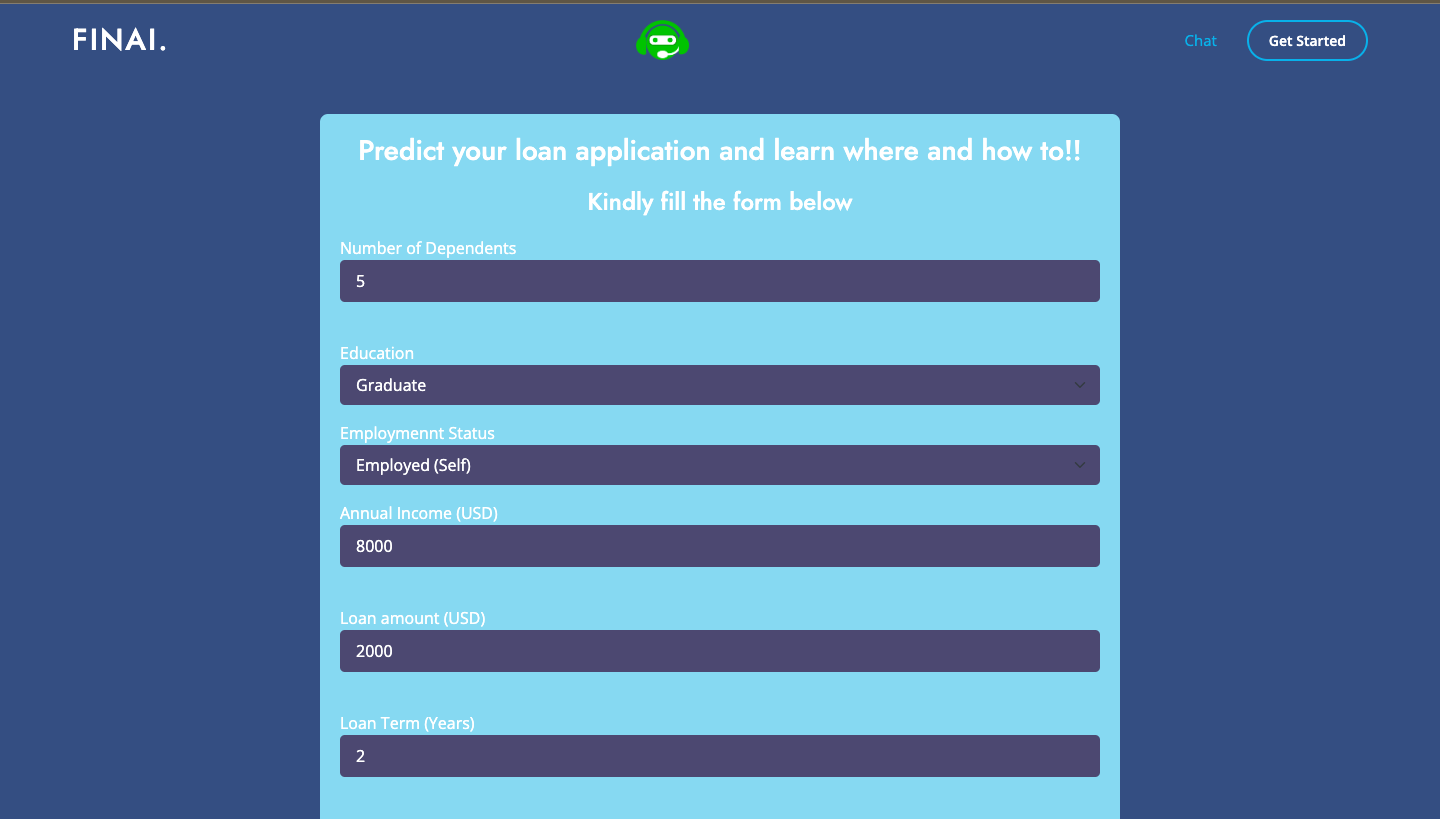 FINAI.
Chat
Get Started
Predict your loan application and learn where and how to!!
Kindly fill the form below
Number of Dependents
5
Education
Graduate
Employmennt Status
Employed (Self)
Annual Income (USD)
8000
Loan amount (USD)
2000
Loan Term (Years)
2